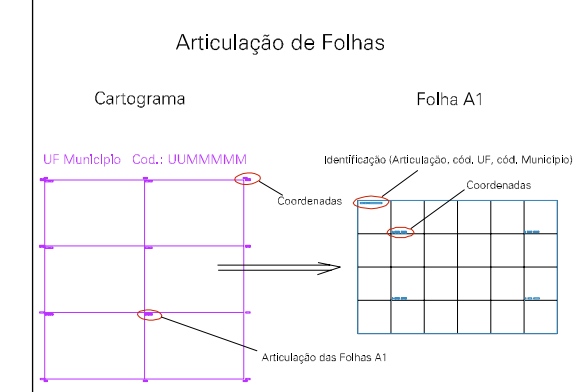 Articulação de Folhas
Cartograma
Folha A1
UF Município Cod.: UUMMMMM
Identificação (Articulação, cód. UF, cód. Município)
Coordenadas
Coordenadas
Articulação das Folhas A1